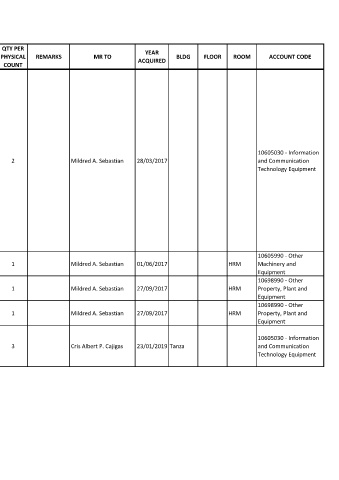 QTY PER PHYSICAL COUNT REMARKS MR TO YEAR ACQUIRED BLDG FLOOR ROOM ACCOUNT CODE
2 Mildred A. Sebastian 28/03/2017 10605030 - Information and Communication Technology Equipment
1 Mildred A. Sebastian 01/06/2017 HRM 10605990 - Other Machinery and Equipment
1 Mildred A. Sebastian 27/09/2017 HRM 10698990 - Other Property, Plant and Equipment
1 Mildred A. Sebastian 27/09/2017 HRM 10698990 - Other Property, Plant and Equipment
3 Cris Albert P. Cajigas 23/01/2019 Tanza 10605030 - Information and Communication Technology Equipment